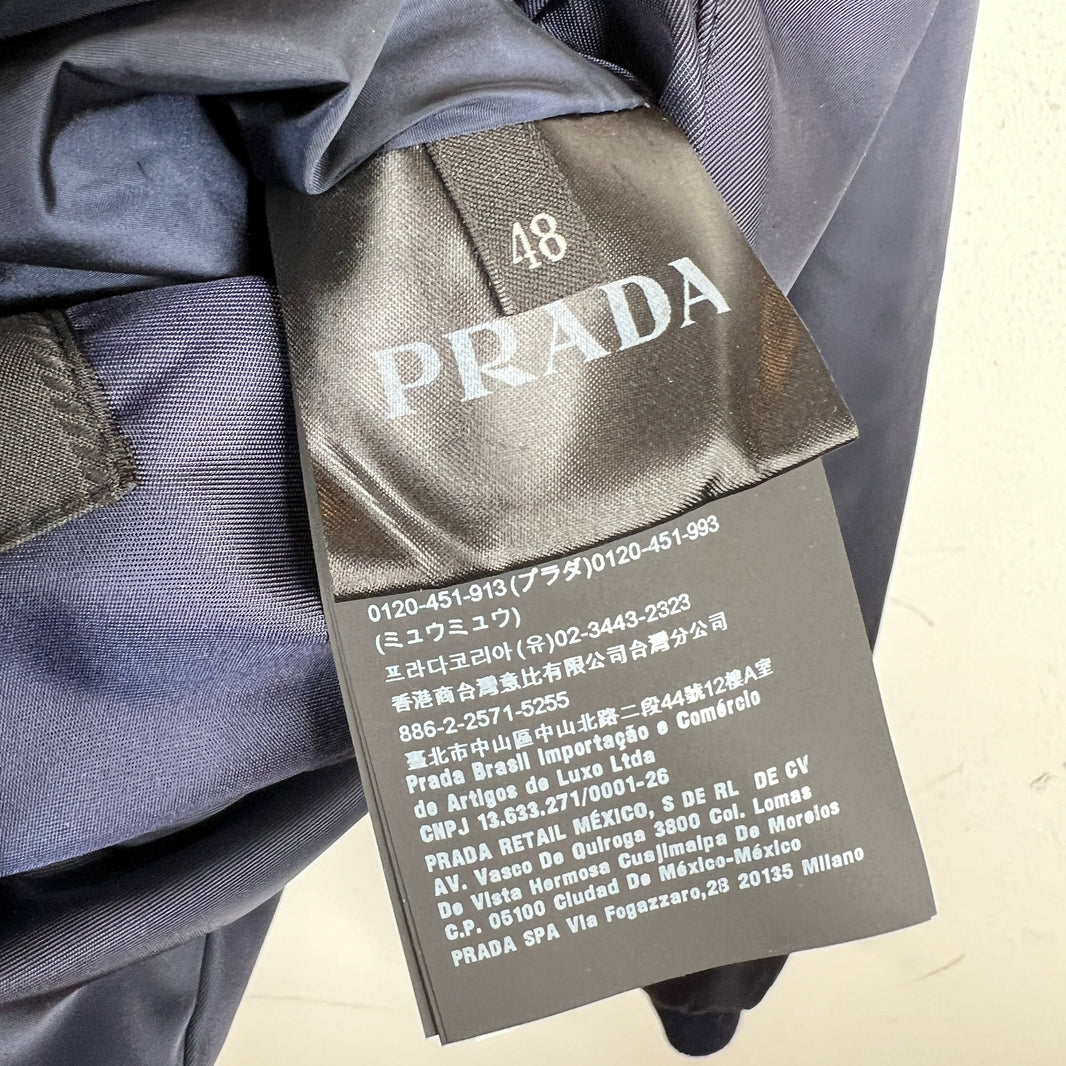 48
PRADA
0120-451-913(プラダ)0120-451-993
(ミュウミュウ)
프라다코리아(유)02-3443-2323
香港商台灣意比有限公司台灣分公司
886-2-2571-5255
臺北市中山區中山北路二段44號12樓A室
Prada Brasil Importação e Comércio
de Artigos de Luxo Ltda
CNPJ 13.633.271/0001-26
PRADA RETAIL MÉXICO, S DE RL DE CV
AV. Vasco De Quiroga 3800 Col. Lomas
De Vista Hermosa Cuajimalpa De Morelos
C.P. 05100 Ciudad De México-México
PRADA SPA Via Fogazzaro,28 20135 Milano